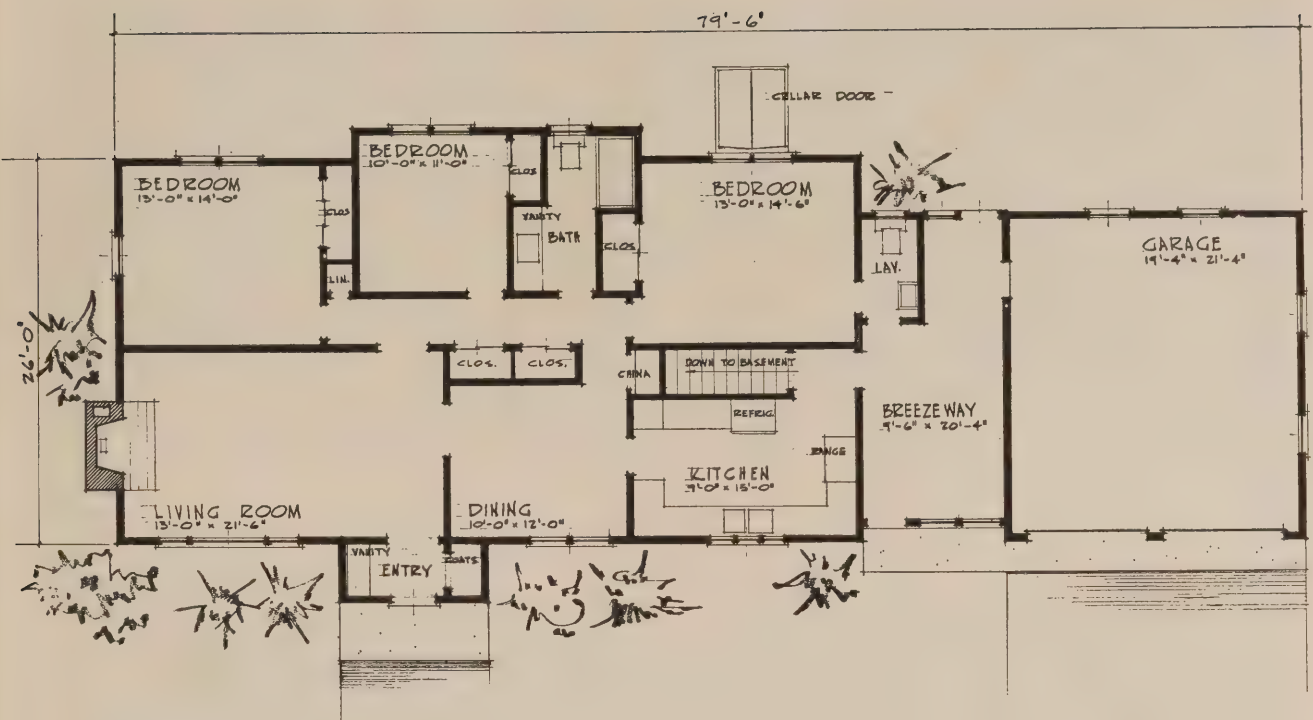 79'-6"
CELLAR DOOR
BEDROOM
10'-0" x 11'-0"
BEDROOM
13'-0" x 14'-0"
CLOS
CLOS
VANITY
BATH
CLOS
LIN.
BEDROOM
13'-0" x 14'-6"
LAV.
GARAGE
19'-4" x 21'-4"
26'-0"
CLOS.
CLOS.
CHINA
DOWN TO BASEMENT
REFRIG.
BREEZEWAY
9'-6" x 20'-4"
RANGE
KITCHEN
9'-0" x 15'-0"
LIVING ROOM
13'-0" x 21'-6"
DINING
10'-0" x 12'-0"
VANITY
ENTRY
COATS